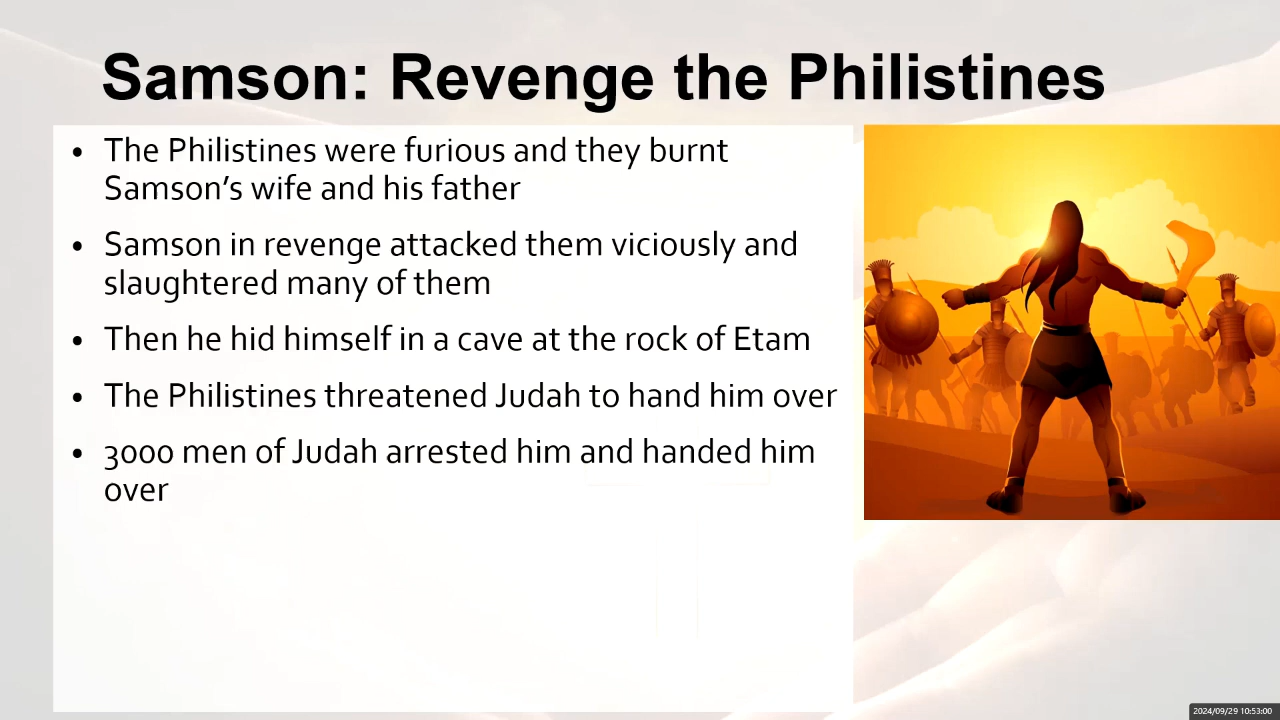 Samson: Revenge the Philistines
• The Philistines were furious and they burnt
Samson’s wife and his father
• Samson in revenge attacked them viciously and
slaughtered many of them
• Then he hid himself in a cave at the rock of Etam
• The Philistines threatened Judah to hand him over
• 3000 men of Judah arrested him and handed him
over
2024/09/29 10:53:00